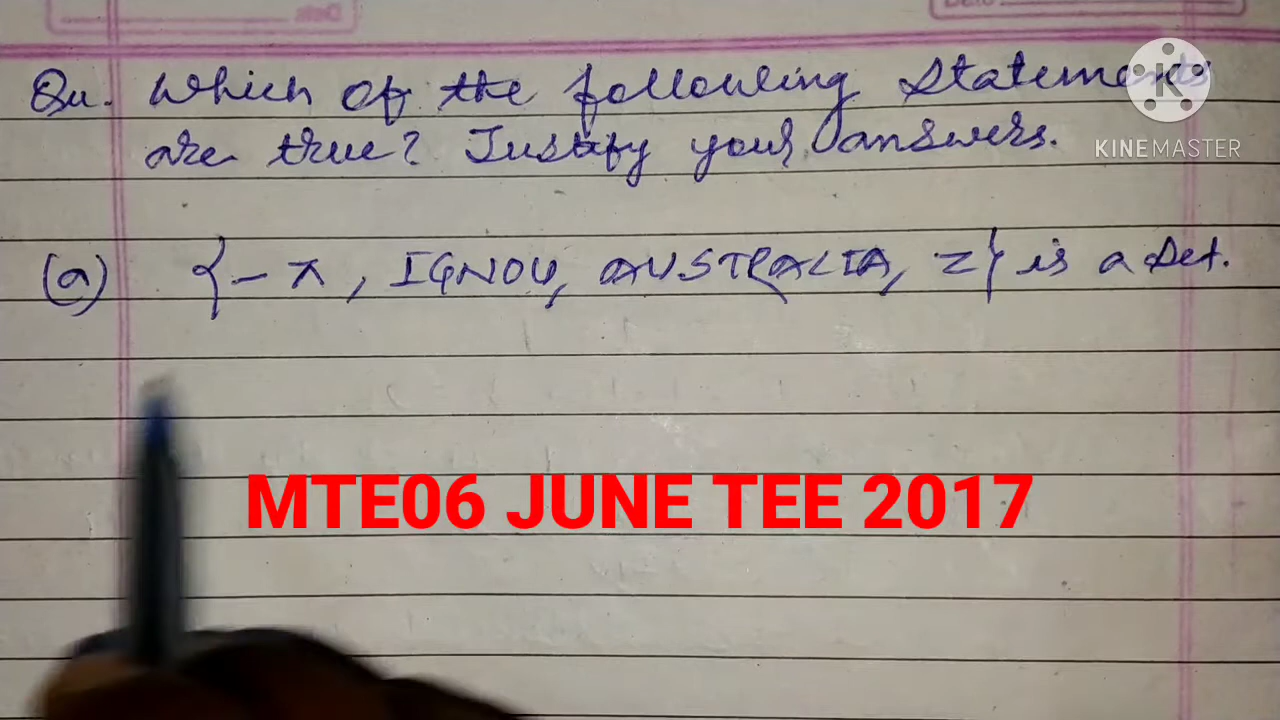 Qu. Which of the following Statements
are true? Justify your answers.
KINEMASTER
(a) {-π, IGNOU, AUSTRALIA, Z} is a set.
MTE06 JUNE TEE 2017